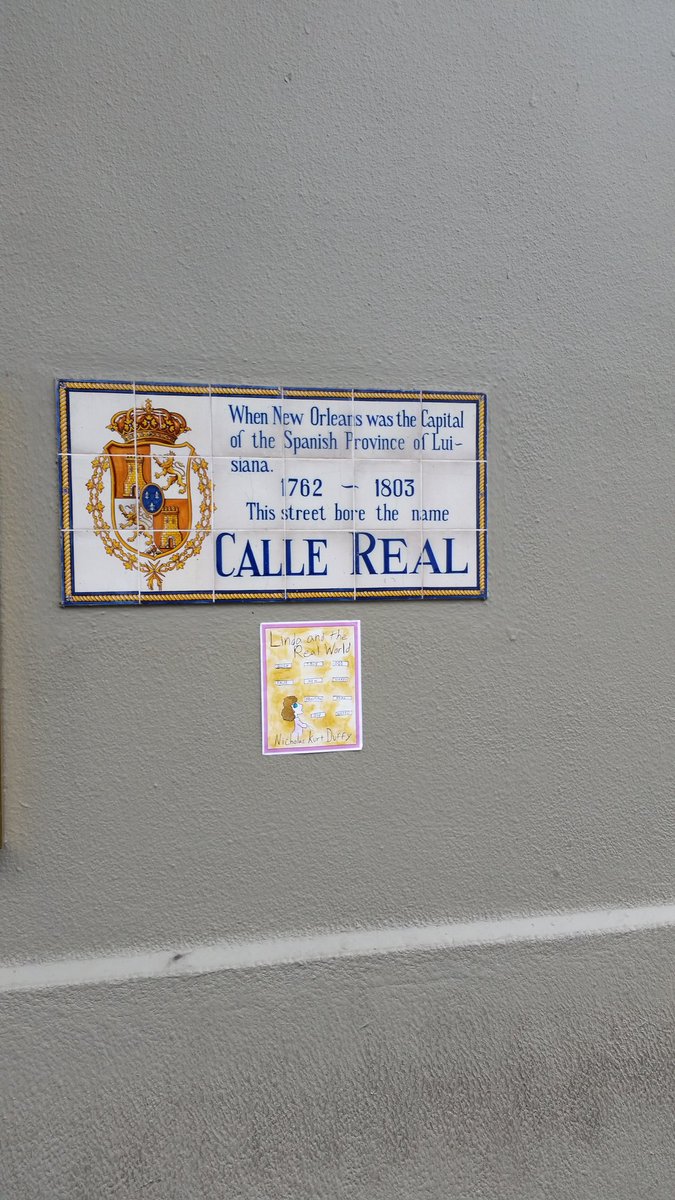 When New Orleans was the Capital
of the Spanish Province of Lui-
siana.
1762 — 1803
This street bore the name
CALLE REAL
Linda and the
Real World
Nicholas Kurt Duffy